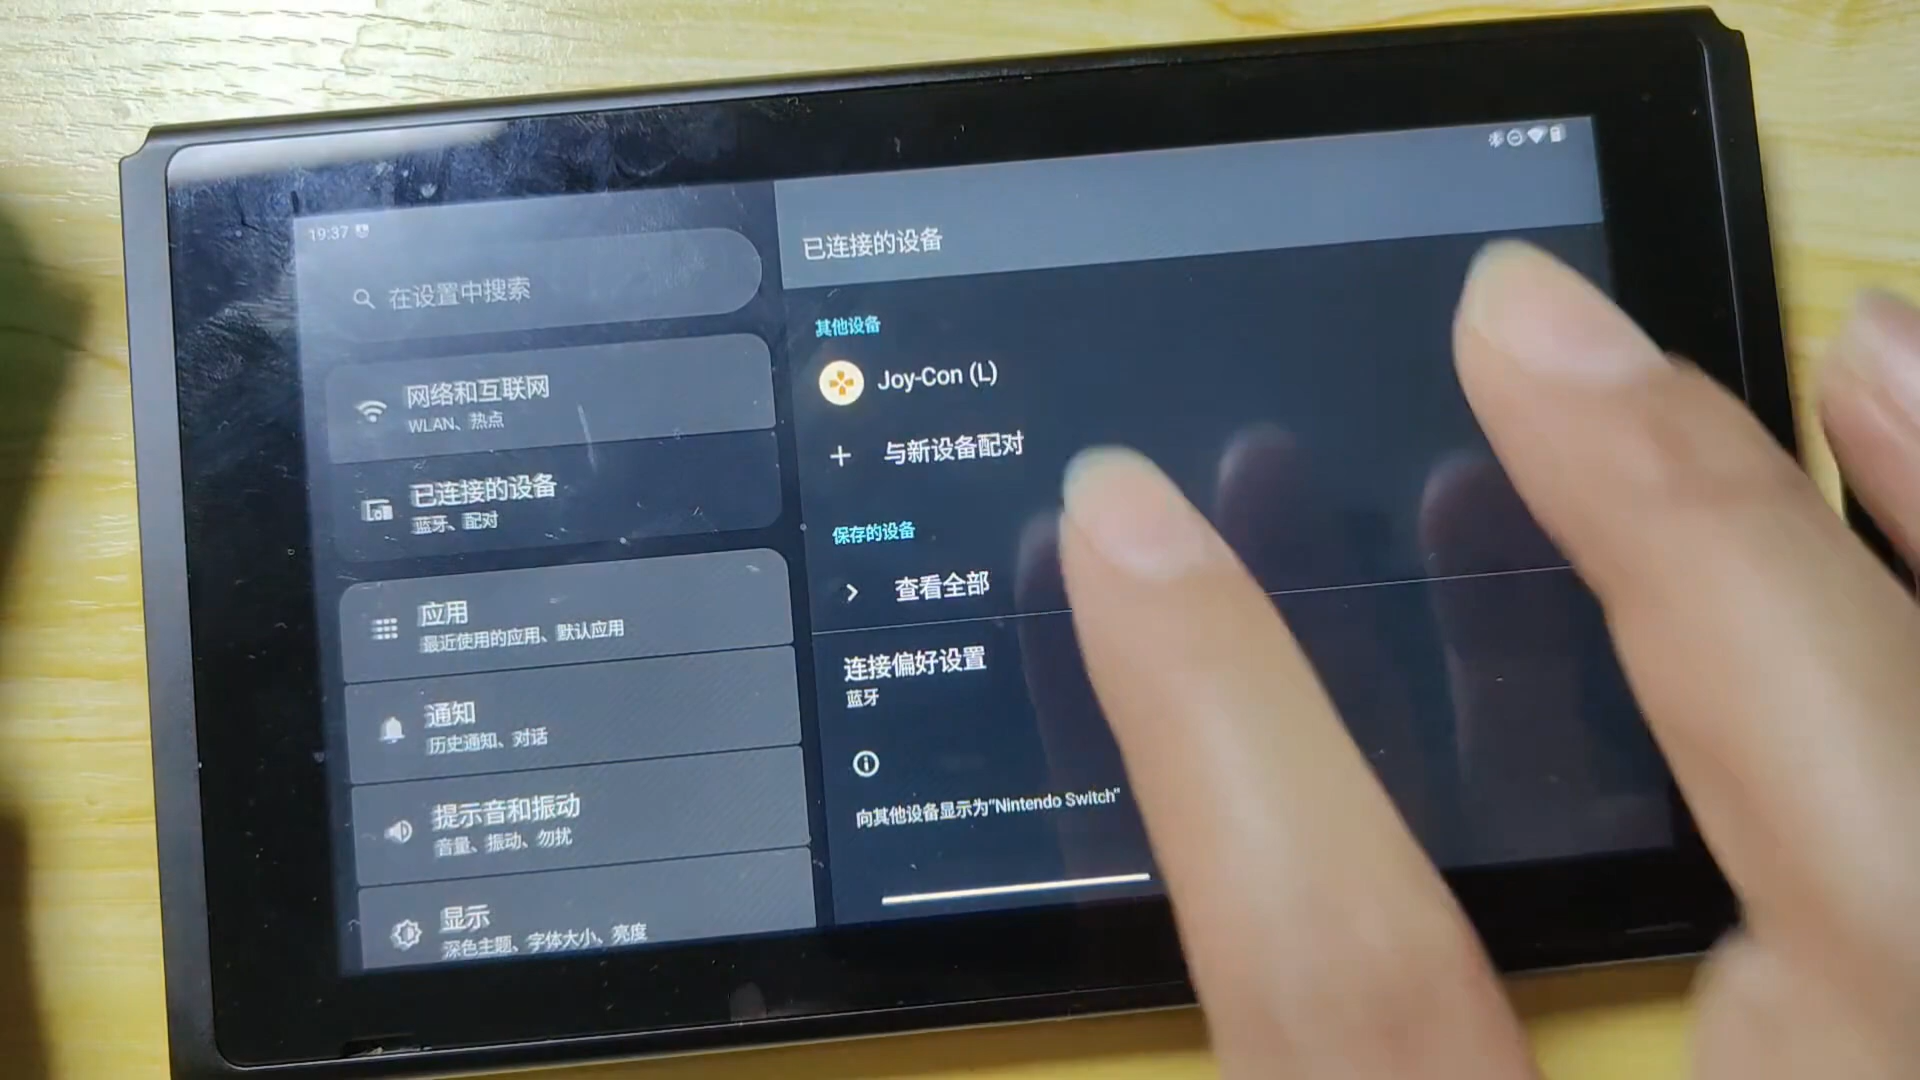 19:37
在设置中搜索
网络和互联网
WLAN、热点
已连接的设备
蓝牙、配对
应用
最近使用的应用、默认应用
通知
历史通知、对话
提示音和振动
音量、振动、勿扰
显示
深色主题、字体大小、亮度
已连接的设备
其他设备
Joy-Con (L)
与新设备配对
保存的设备
查看全部
连接偏好设置
蓝牙
向其他设备显示为“Nintendo Switch”